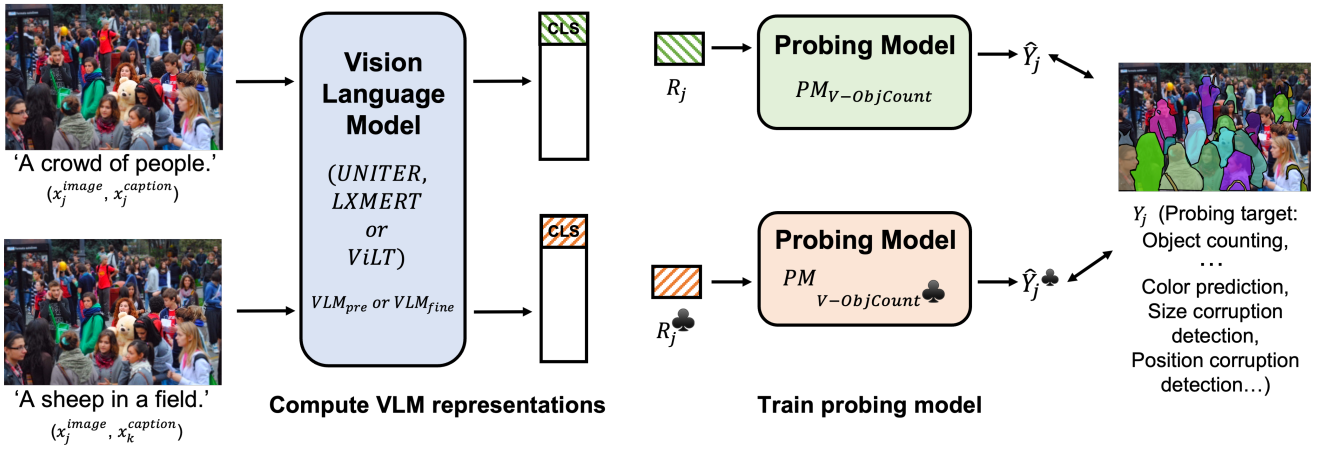 'A crowd of people.'
(x_j^image, x_j^caption)
'A sheep in a field.'
(x_j^image, x_k^caption)
Vision
Language
Model
(UNITER,
LXMERT
or
ViLT)
VLM_pre or VLM_fine
CLS
CLS
Compute VLM representations
R_j
Probing Model
PM_V−ObjCount
Ŷ_j
R_j♣
Probing Model
PM
V−ObjCount♣
Ŷ_j♣
Train probing model
Y_j (Probing target:
Object counting,
...
Color prediction,
Size corruption
detection,
Position corruption
detection...)